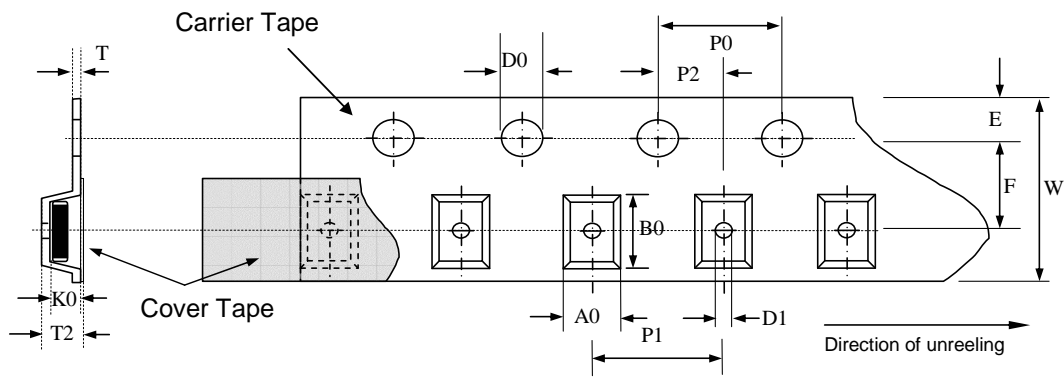 Carrier Tape
T
D0
P0
P2
E
F
W
B0
K0
Cover Tape
T2
A0
D1
P1
Direction of unreeling